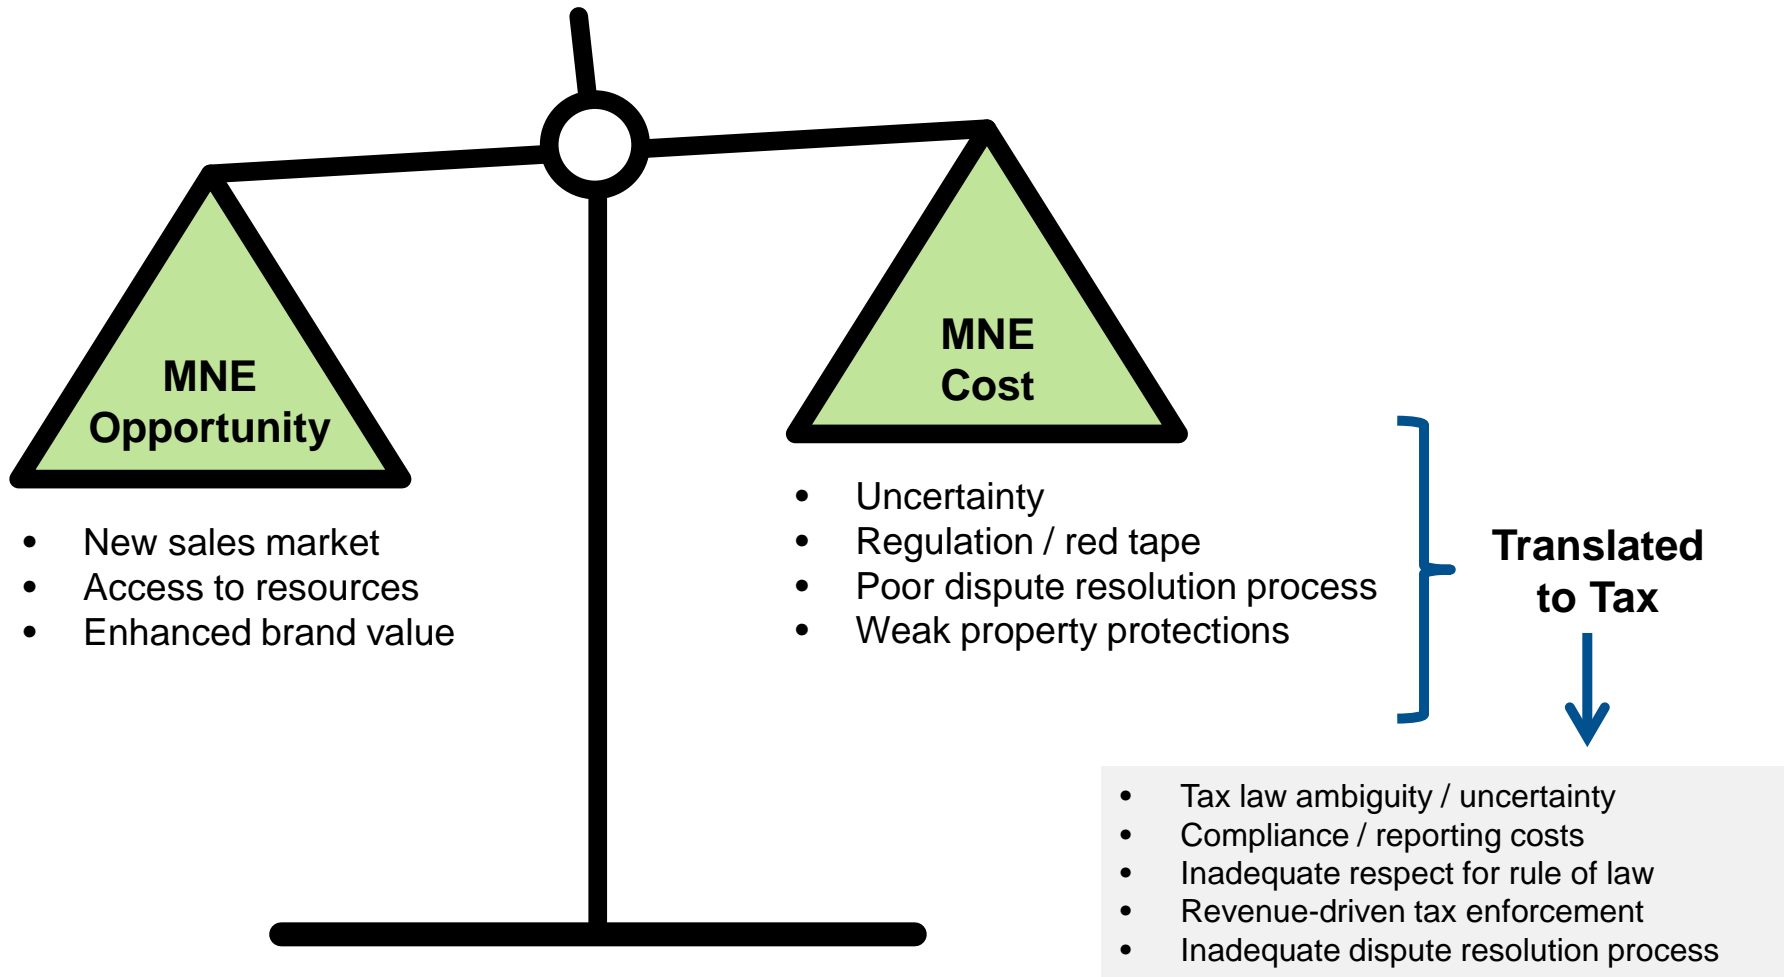 MNE
Opportunity
• New sales market
• Access to resources
• Enhanced brand value
MNE
Cost
• Uncertainty
• Regulation / red tape
• Poor dispute resolution process
• Weak property protections
Translated
to Tax
• Tax law ambiguity / uncertainty
• Compliance / reporting costs
• Inadequate respect for rule of law
• Revenue-driven tax enforcement
• Inadequate dispute resolution process